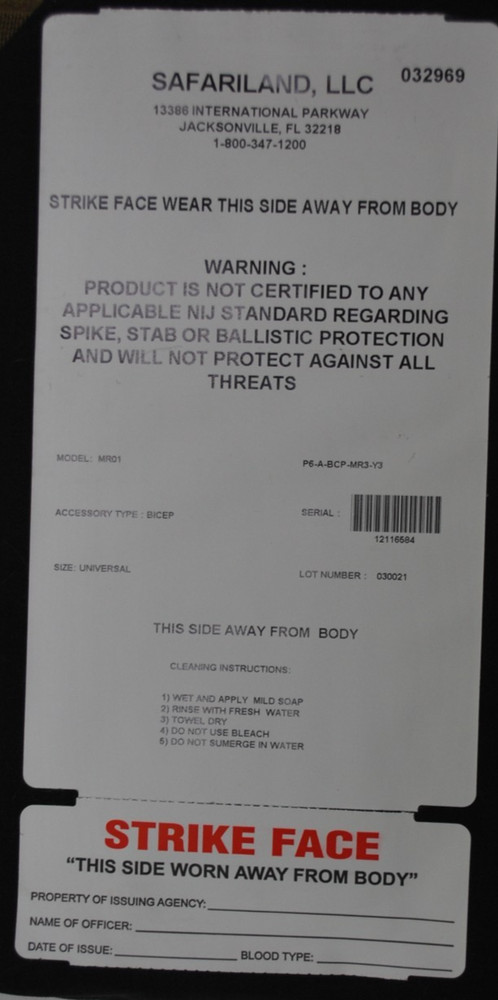 SAFARILAND, LLC 032969
13386 INTERNATIONAL PARKWAY
JACKSONVILLE, FL 32218
1-800-347-1200
STRIKE FACE WEAR THIS SIDE AWAY FROM BODY
WARNING :
PRODUCT IS NOT CERTIFIED TO ANY
APPLICABLE NIJ STANDARD REGARDING
SPIKE, STAB OR BALLISTIC PROTECTION
AND WILL NOT PROTECT AGAINST ALL
THREATS
MODEL: MR01 P6-A-BCP-MR3-Y3
ACCESSORY TYPE : BICEP SERIAL :
12116584
SIZE: UNIVERSAL LOT NUMBER : 030021
THIS SIDE AWAY FROM BODY
CLEANING INSTRUCTIONS:
1) WET AND APPLY MILD SOAP
2) RINSE WITH FRESH WATER
3) TOWEL DRY
4) DO NOT USE BLEACH
5) DO NOT SUMERGE IN WATER
STRIKE FACE
"THIS SIDE WORN AWAY FROM BODY"
PROPERTY OF ISSUING AGENCY:
NAME OF OFFICER:
DATE OF ISSUE: BLOOD TYPE: